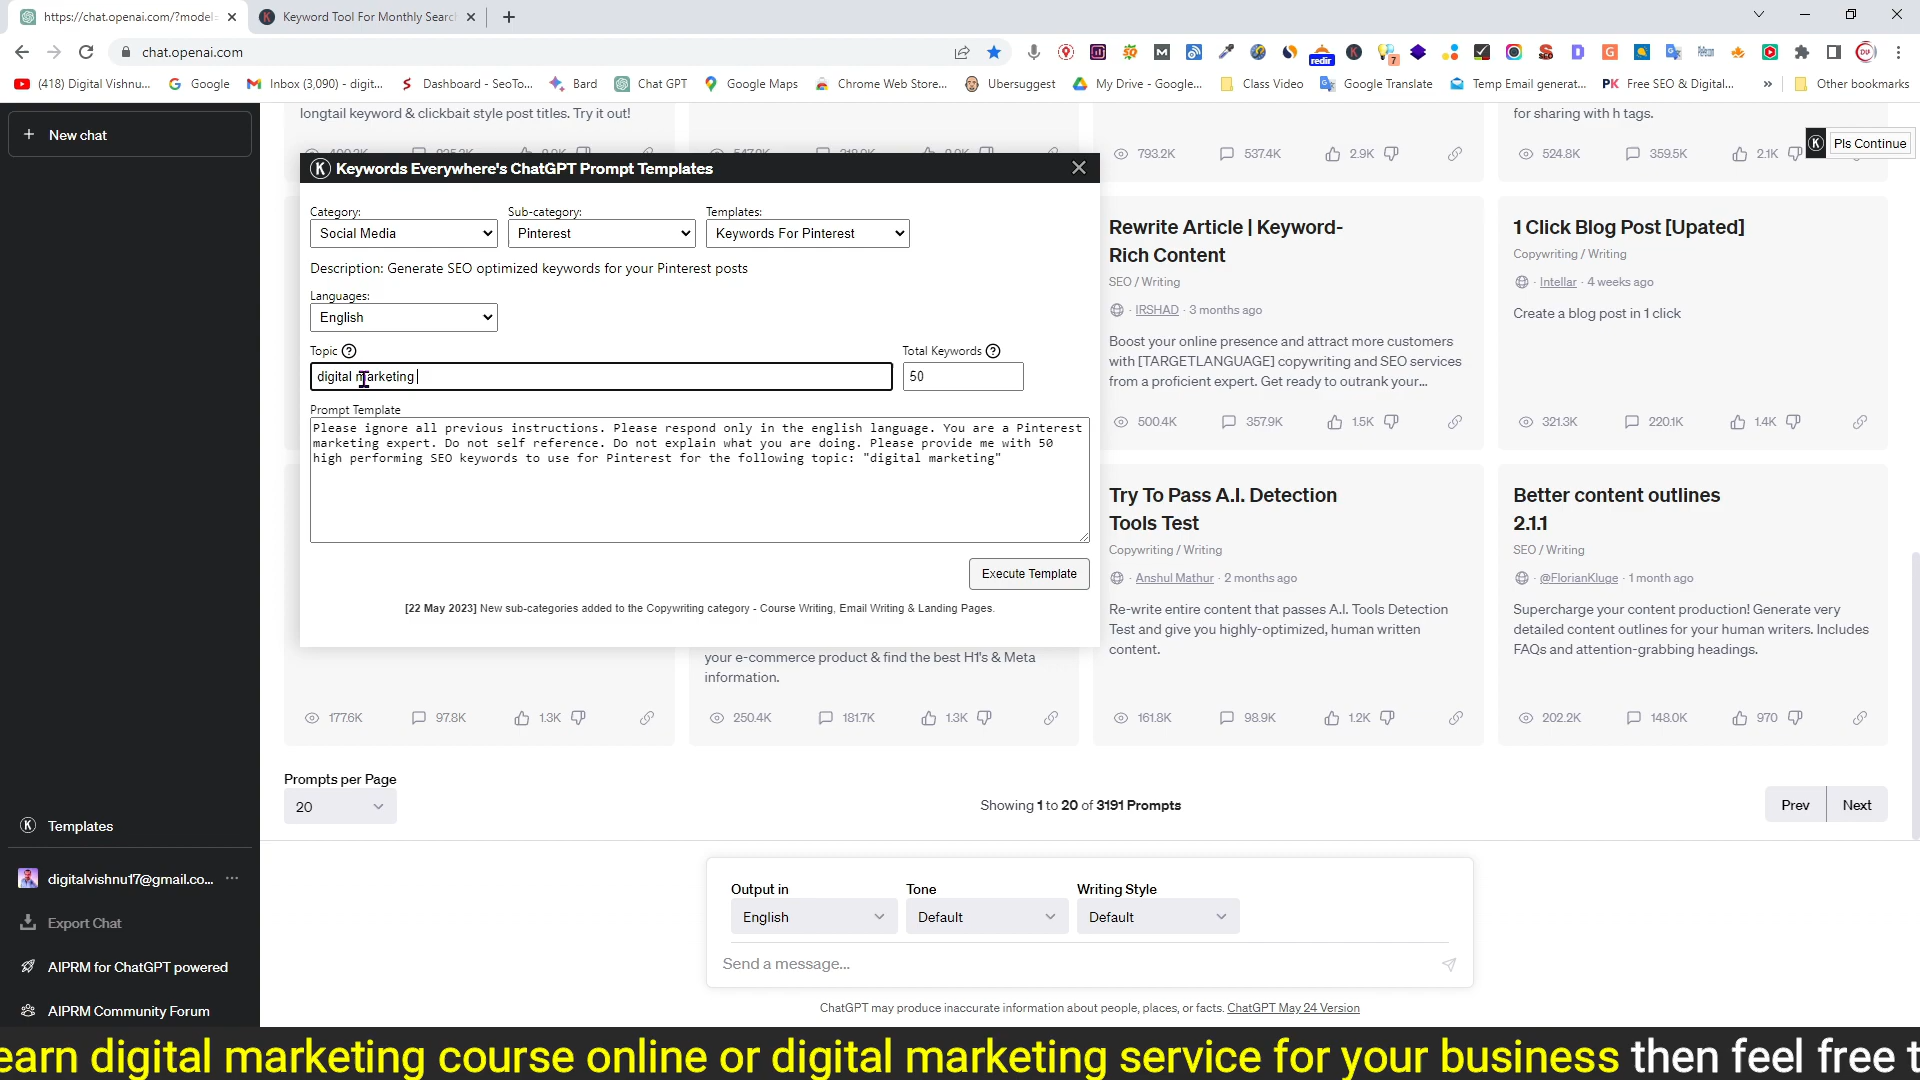 https://chat.openai.com/?model=
Keyword Tool For Monthly Searc
chat.openai.com
redir
7
(418) Digital Vishnu...
Google
Inbox (3,090) - digit...
Dashboard - SeoTo...
Bard
Chat GPT
Google Maps
Chrome Web Store...
Ubersuggest
My Drive - Google...
Class Video
Google Translate
Temp Email generat...
PK Free SEO & Digital...
»
Other bookmarks
+ New chat
longtail keyword & clickbait style post titles. Try it out!
for sharing with h tags.
793.2K 537.4K 2.9K
524.8K 359.5K 2.1K
K Pls Continue
K Keywords Everywhere's ChatGPT Prompt Templates
Category:
Social Media
Sub-category:
Pinterest
Templates:
Keywords For Pinterest
Description: Generate SEO optimized keywords for your Pinterest posts
Languages:
English
Topic ?
digital marketing
Total Keywords ?
50
Prompt Template
Please ignore all previous instructions. Please respond only in the english language. You are a Pinterest
marketing expert. Do not self reference. Do not explain what you are doing. Please provide me with 50
high performing SEO keywords to use for Pinterest for the following topic: "digital marketing"
Execute Template
[22 May 2023] New sub-categories added to the Copywriting category - Course Writing, Email Writing & Landing Pages.
Rewrite Article | Keyword-
Rich Content
SEO / Writing
· IRSHAD · 3 months ago
Boost your online presence and attract more customers
with [TARGETLANGUAGE] copywriting and SEO services
from a proficient expert. Get ready to outrank your...
500.4K 357.9K 1.5K
1 Click Blog Post [Upated]
Copywriting / Writing
· Intellar · 4 weeks ago
Create a blog post in 1 click
321.3K 220.1K 1.4K
Try To Pass A.I. Detection
Tools Test
Copywriting / Writing
· Anshul Mathur · 2 months ago
Re-write entire content that passes A.I. Tools Detection
Test and give you highly-optimized, human written
content.
161.8K 98.9K 1.2K
Better content outlines
2.1.1
SEO / Writing
· @FlorianKluge · 1 month ago
Supercharge your content production! Generate very
detailed content outlines for your human writers. Includes
FAQs and attention-grabbing headings.
202.2K 148.0K 970
your e-commerce product & find the best H1's & Meta
information.
177.6K 97.8K 1.3K
250.4K 181.7K 1.3K
Prompts per Page
20
Showing 1 to 20 of 3191 Prompts
Prev
Next
K Templates
digitalvishnu17@gmail.co... ...
Export Chat
AIPRM for ChatGPT powered
AIPRM Community Forum
Output in
English
Tone
Default
Writing Style
Default
Send a message...
ChatGPT may produce inaccurate information about people, places, or facts. ChatGPT May 24 Version
earn digital marketing course online or digital marketing service for your business then feel free t